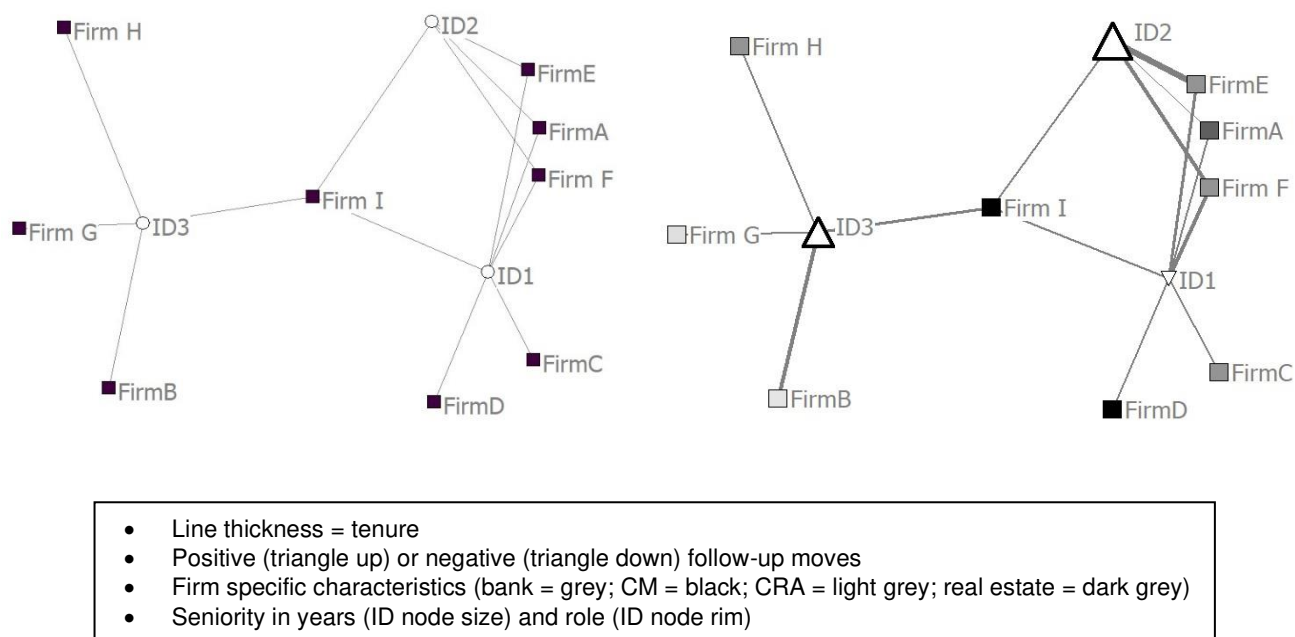 Firm H
ID2
FirmE
FirmA
Firm F
Firm I
Firm G
ID3
ID1
FirmC
FirmB
FirmD
ID2
Firm H
FirmE
FirmA
Firm F
Firm I
Firm G
ID3
ID1
FirmC
FirmB
FirmD
• Line thickness = tenure
• Positive (triangle up) or negative (triangle down) follow-up moves
• Firm specific characteristics (bank = grey; CM = black; CRA = light grey; real estate = dark grey)
• Seniority in years (ID node size) and role (ID node rim)